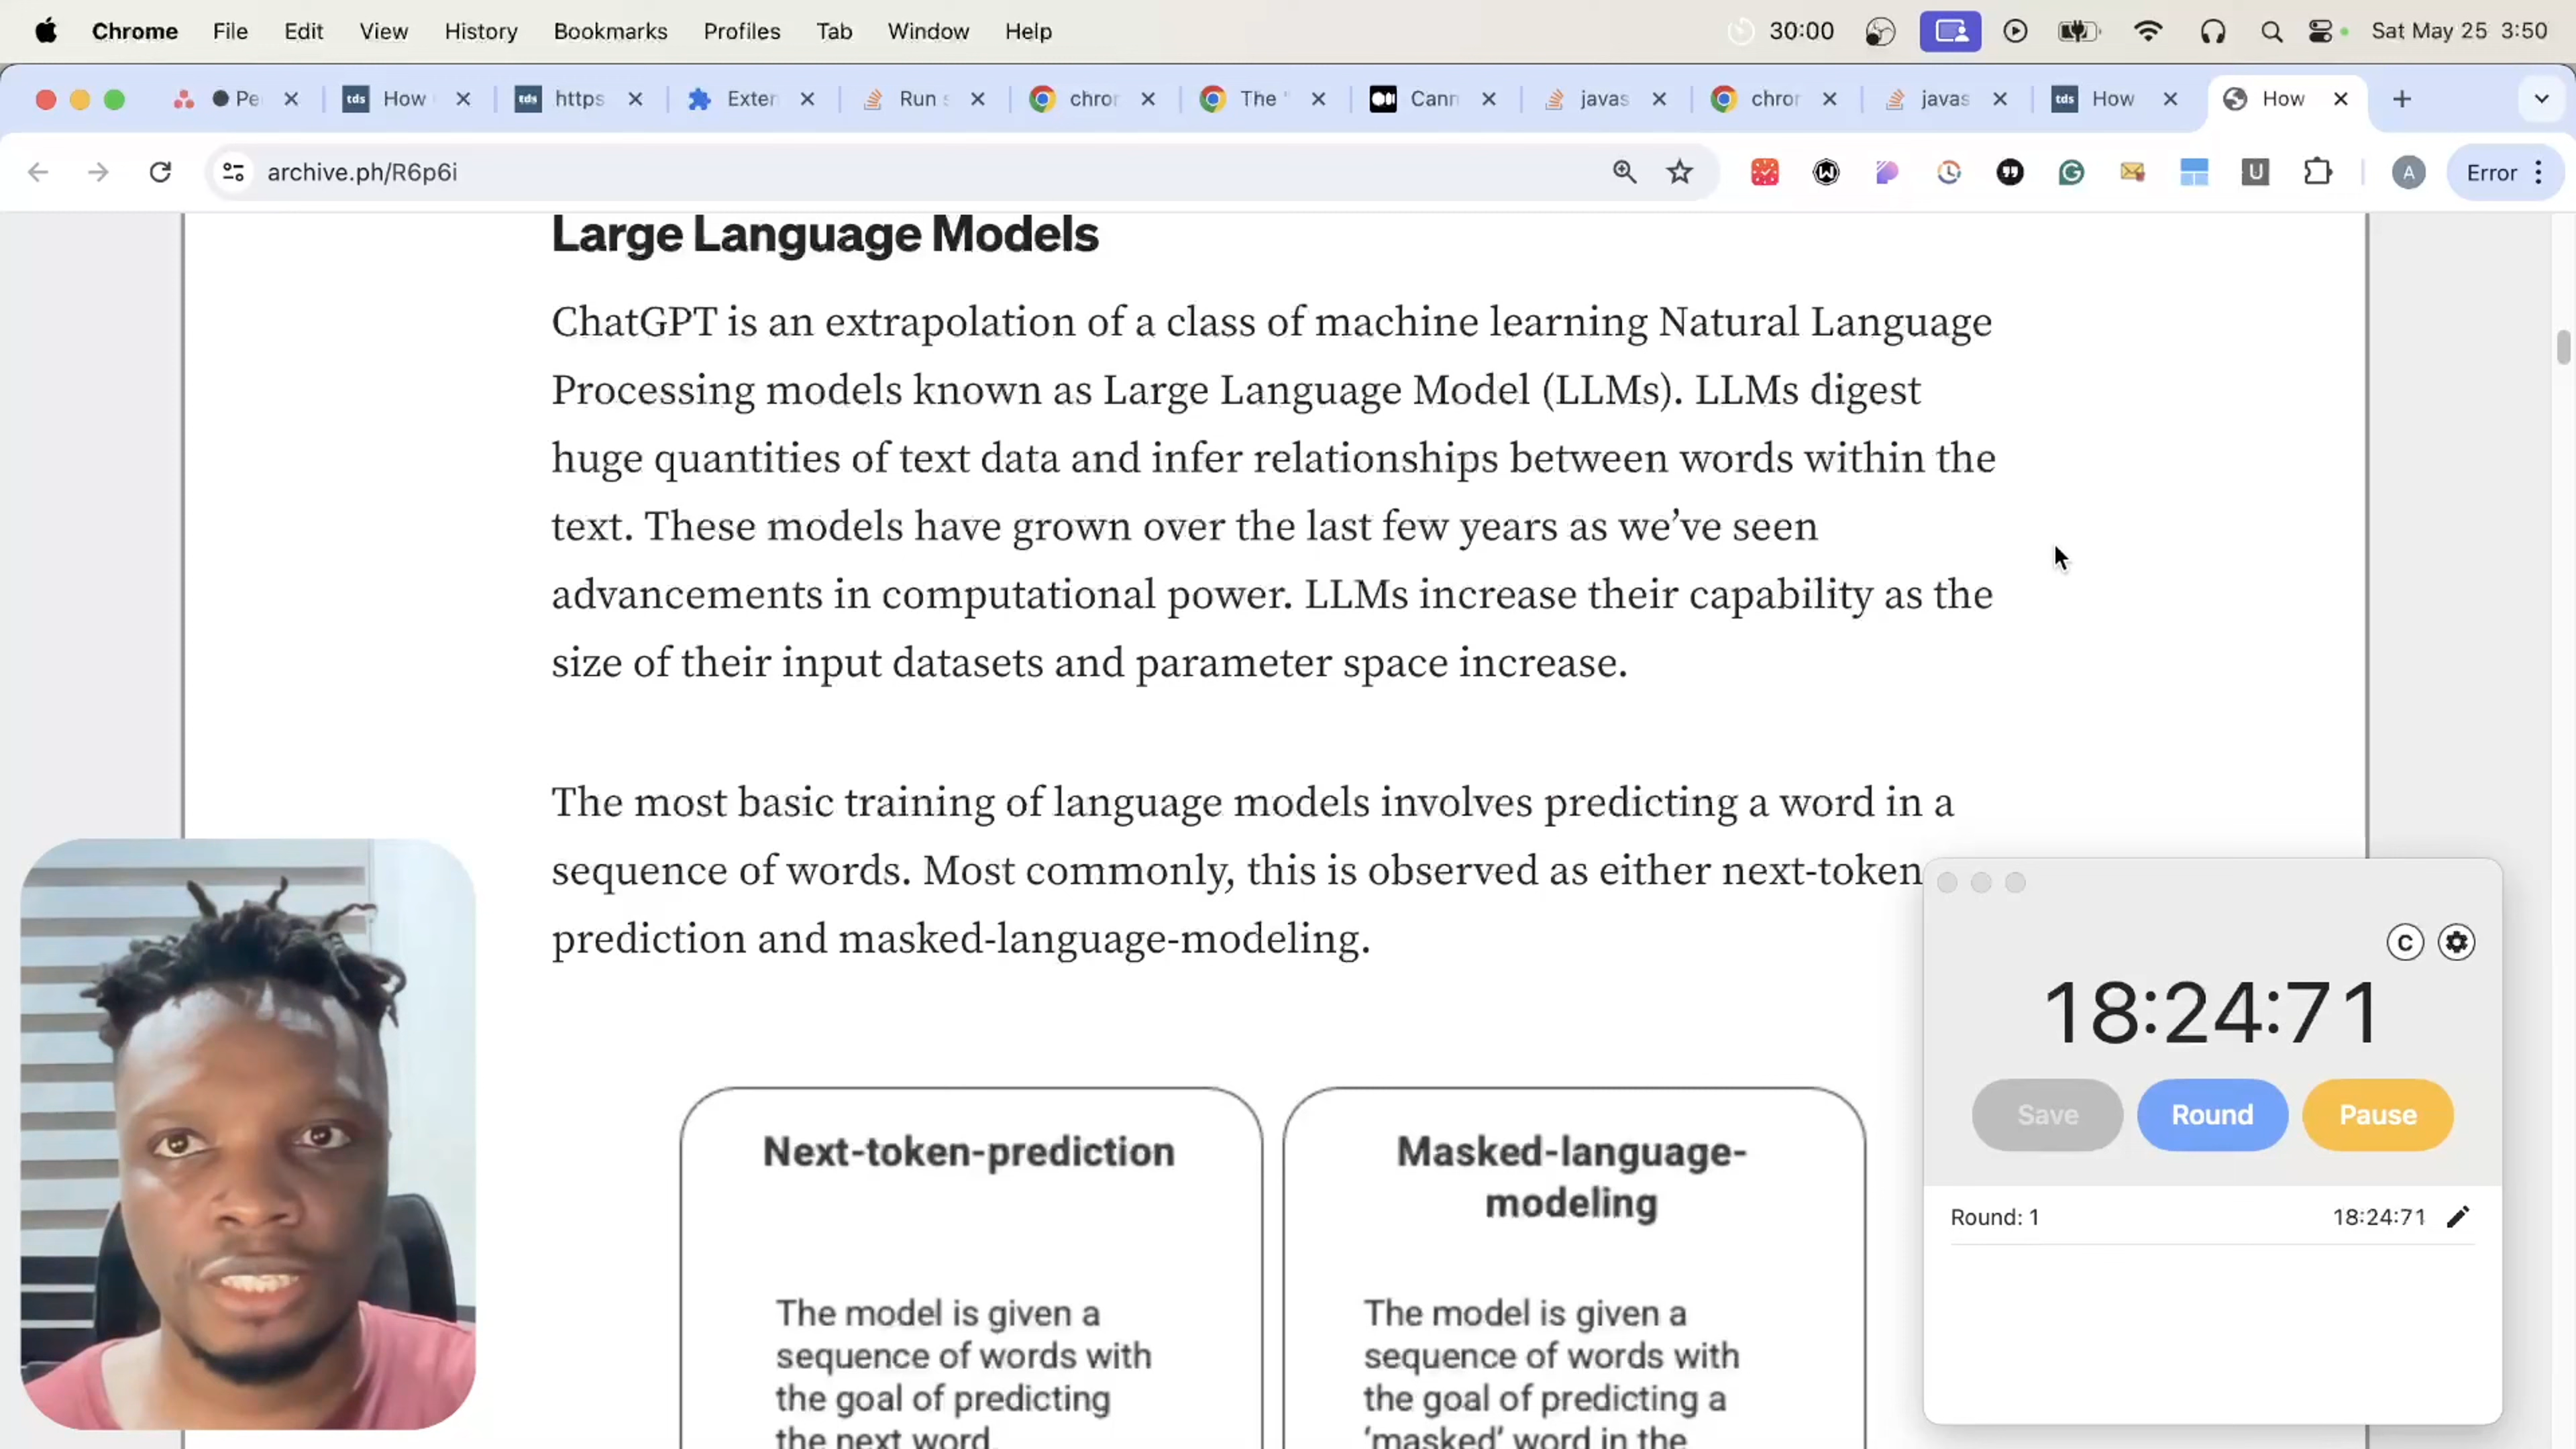 Chrome File Edit View History Bookmarks Profiles Tab Window Help 30:00 Sat May 25 3:50
Pe tds How tds https Exter Run s chror The " Cann javas chror javas tds How How
archive.ph/R6p6i A Error
Large Language Models
ChatGPT is an extrapolation of a class of machine learning Natural Language
Processing models known as Large Language Model (LLMs). LLMs digest
huge quantities of text data and infer relationships between words within the
text. These models have grown over the last few years as we’ve seen
advancements in computational power. LLMs increase their capability as the
size of their input datasets and parameter space increase.
The most basic training of language models involves predicting a word in a
sequence of words. Most commonly, this is observed as either next-token
prediction and masked-language-modeling.
Next-token-prediction
The model is given a
sequence of words with
the goal of predicting
the next word.
Masked-language-
modeling
The model is given a
sequence of words with
the goal of predicting a
‘masked’ word in the
C
18:24:71
Save Round Pause
Round: 1 18:24:71